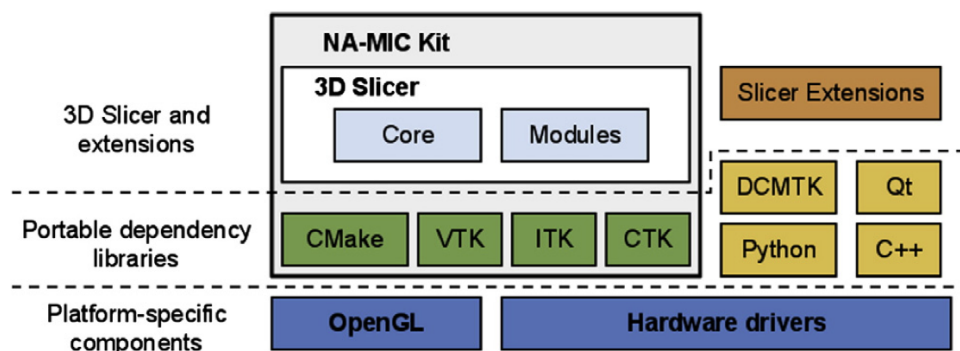 NA-MIC Kit
3D Slicer
Core
Modules
Slicer Extensions
3D Slicer and
extensions
DCMTK
Qt
Portable dependency
libraries
CMake
VTK
ITK
CTK
Python
C++
Platform-specific
components
OpenGL
Hardware drivers